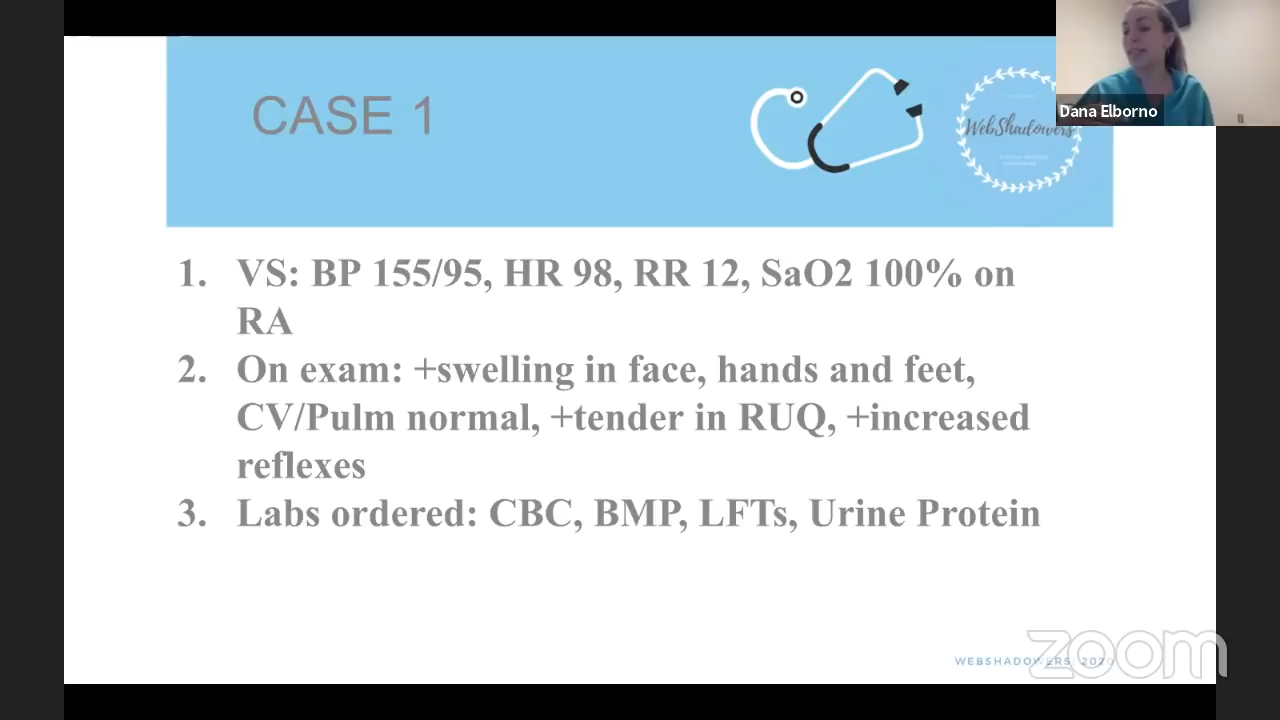 Dana Elborno
CASE 1
WebShadowers
1. VS: BP 155/95, HR 98, RR 12, SaO2 100% on
RA
2. On exam: +swelling in face, hands and feet,
CV/Pulm normal, +tender in RUQ, +increased
reflexes
3. Labs ordered: CBC, BMP, LFTs, Urine Protein
WEBSHADOWERS 2020
zoom